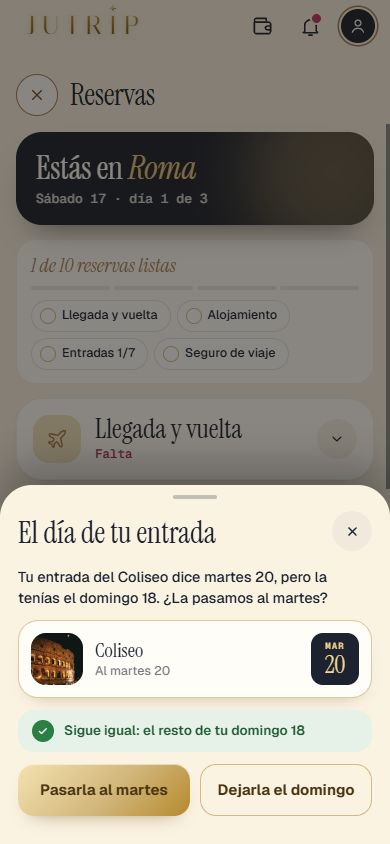 JUTRIP
Reservas
Estás en Roma
Sábado 17 · día 1 de 3
1 de 10 reservas listas
Llegada y vuelta
Alojamiento
Entradas 1/7
Seguro de viaje
Llegada y vuelta
Falta
El día de tu entrada
Tu entrada del Coliseo dice martes 20, pero la
tenías el domingo 18. ¿La pasamos al martes?
Coliseo
Al martes 20
MAR
20
Sigue igual: el resto de tu domingo 18
Pasarla al martes
Dejarla el domingo